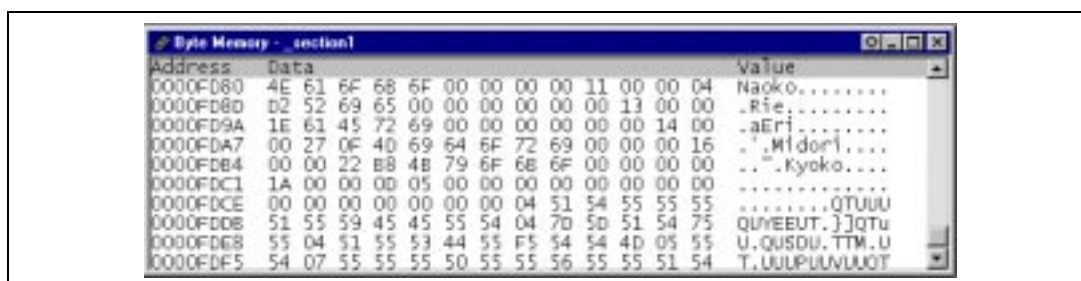 Byte Memory - _section1
Address Data Value
0000FD80 4E 61 6F 6B 6F 00 00 00 00 11 00 00 04 Naoko........
0000FD8D D2 52 69 65 00 00 00 00 00 00 13 00 00 .Rie.........
0000FD9A 1E 61 45 72 69 00 00 00 00 00 00 14 00 .aEri........
0000FDA7 00 27 0F 4D 69 64 6F 72 69 00 00 00 16 .'.Midori....
0000FDB4 00 00 22 B8 4B 79 6F 6B 6F 00 00 00 00 ..".Kyoko....
0000FDC1 1A 00 00 0D 05 00 00 00 00 00 00 00 00 .............
0000FDCE 00 00 00 00 00 00 00 04 51 54 55 55 55 ........QTUUU
0000FDDB 51 55 59 45 45 55 54 04 7D 5D 51 54 75 QUYEEUT.}]QTu
0000FDE8 55 04 51 55 53 44 55 F5 54 54 4D 05 55 U.QUSDU.TTM.U
0000FDF5 54 07 55 55 55 50 55 55 56 55 55 51 54 T.UUUPUUVUUQT